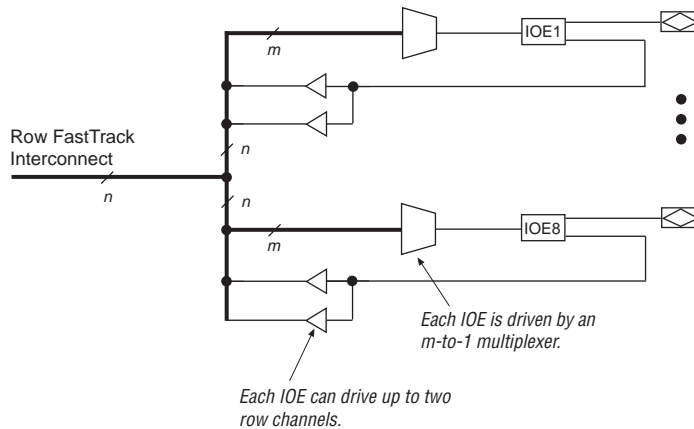 m
IOE1
Row FastTrack
Interconnect
n
n
n
m
IOE8
Each IOE is driven by an
m-to-1 multiplexer.
Each IOE can drive up to two
row channels.